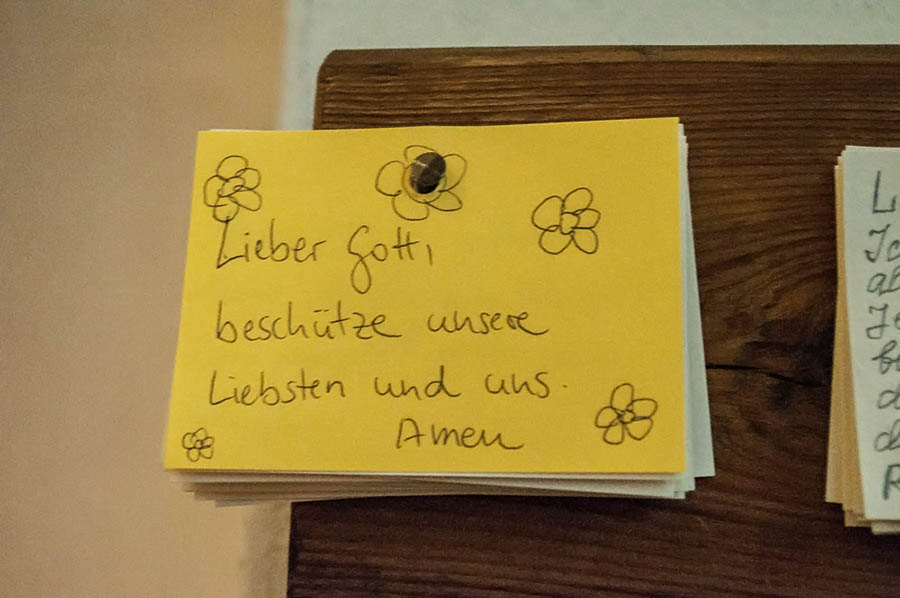 Lieber Gott,
beschütze unsere
Liebsten und uns.
Amen